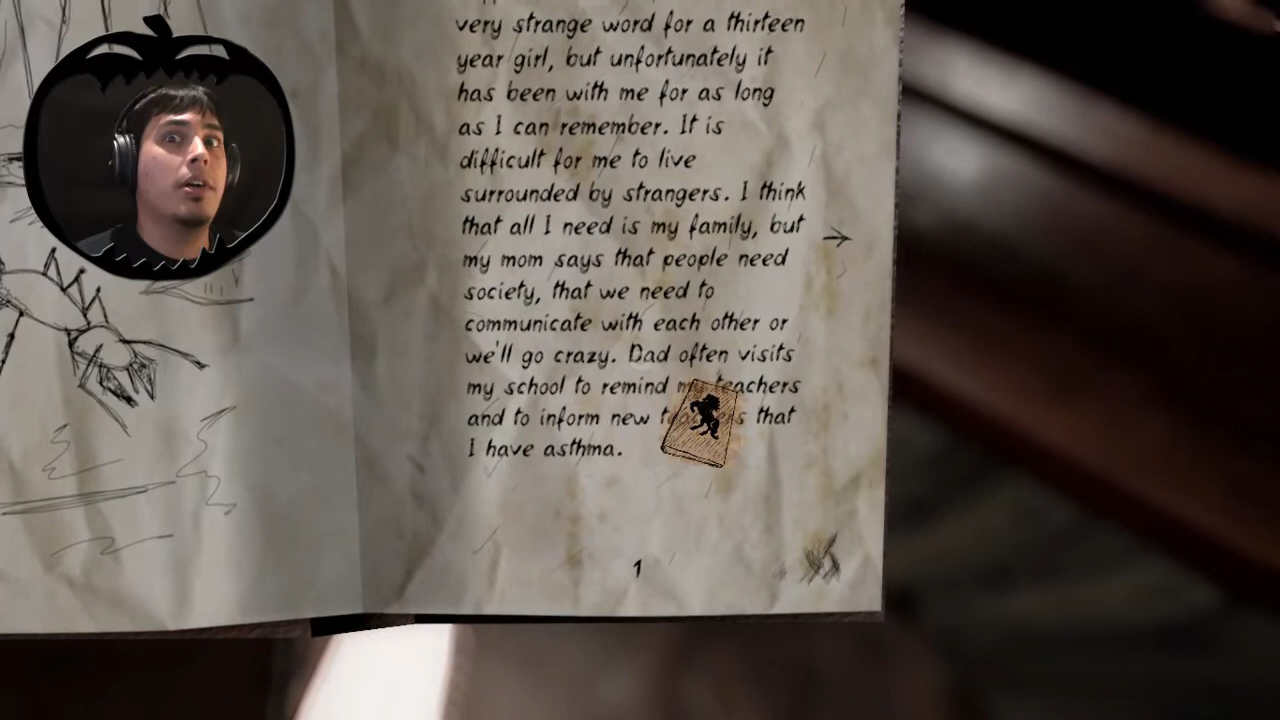 very strange word for a thirteen
year girl, but unfortunately it
has been with me for as long
as I can remember. It is
difficult for me to live
surrounded by strangers. I think
that all I need is my family, but
my mom says that people need
society, that we need to
communicate with each other or
we'll go crazy. Dad often visits
my school to remind my teachers
and to inform new that
I have asthma.
1